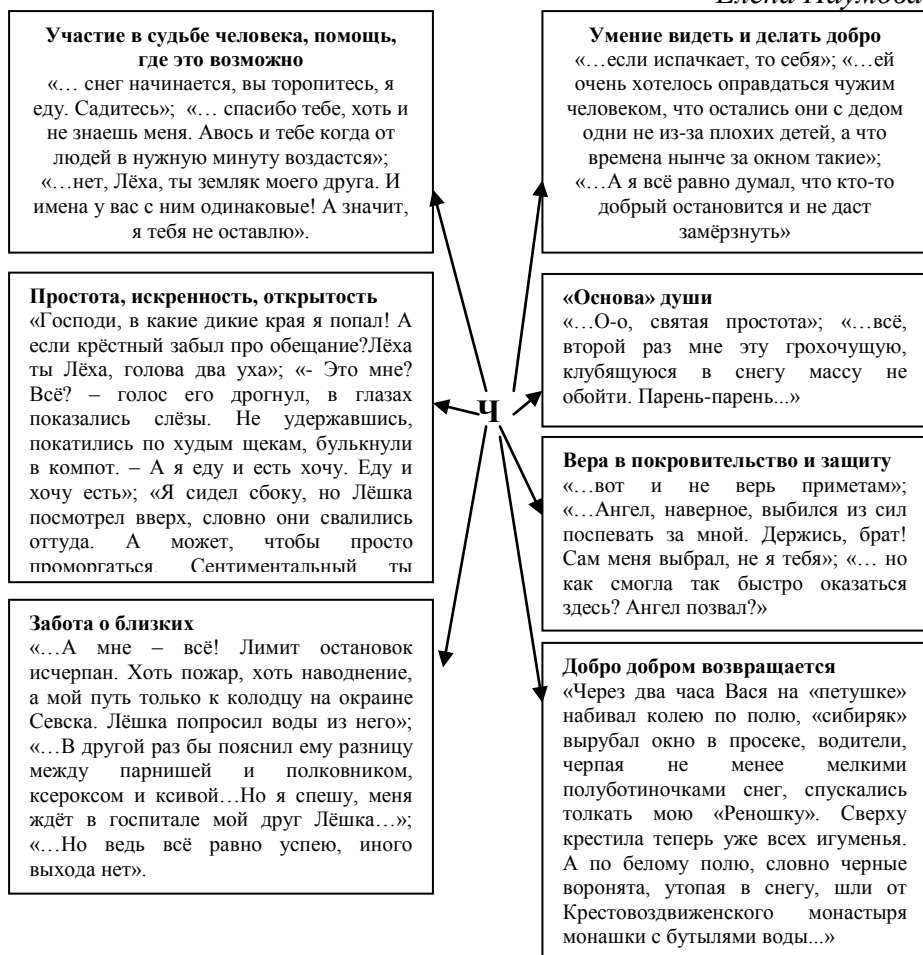 Елена Наумова
Участие в судьбе человека, помощь,
где это возможно
«… снег начинается, вы торопитесь, я
еду. Садитесь»; «… спасибо тебе, хоть и
не знаешь меня. Авось и тебе когда от
людей в нужную минуту воздастся»;
«…нет, Лёха, ты земляк моего друга. И
имена у вас с ним одинаковые! А значит,
я тебя не оставлю».
Простота, искренность, открытость
«Господи, в какие дикие края я попал! А
если крёстный забыл про обещание?Лёха
ты Лёха, голова два уха»; «- Это мне?
Всё? – голос его дрогнул, в глазах
показались слёзы. Не удержавшись,
покатились по худым щекам, булькнули
в компот. – А я еду и есть хочу. Еду и
хочу есть»; «Я сидел сбоку, но Лёшка
посмотрел вверх, словно они свалились
оттуда. А может, чтобы просто
проморгаться. Сентиментальный ты
Забота о близких
«…А мне – всё! Лимит остановок
исчерпан. Хоть пожар, хоть наводнение,
а мой путь только к колодцу на окраине
Севска. Лёшка попросил воды из него»;
«…В другой раз бы пояснил ему разницу
между парнишей и полковником,
ксероксом и ксивой…Но я спешу, меня
ждёт в госпитале мой друг Лёшка…»;
«…Но ведь всё равно успею, иного
выхода нет».
Ч
Умение видеть и делать добро
«…если испачкает, то себя»; «…ей
очень хотелось оправдаться чужим
человеком, что остались они с дедом
одни не из-за плохих детей, а что
времена нынче за окном такие»;
«…А я всё равно думал, что кто-то
добрый остановится и не даст
замёрзнуть»
«Основа» души
«…О-о, святая простота»; «…всё,
второй раз мне эту грохочущую,
клубящуюся в снегу массу не
обойти. Парень-парень...»
Вера в покровительство и защиту
«…вот и не верь приметам»;
«…Ангел, наверное, выбился из сил
поспевать за мной. Держись, брат!
Сам меня выбрал, не я тебя»; «… но
как смогла так быстро оказаться
здесь? Ангел позвал?»
Добро добром возвращается
«Через два часа Вася на «петушке»
набивал колею по полю, «сибиряк»
вырубал окно в просеке, водители,
черпая не менее мелкими
полуботиночками снег, спускались
толкать мою «Реношку». Сверху
крестила теперь уже всех игуменья.
А по белому полю, словно черные
воронята, утопая в снегу, шли от
Крестовоздвиженского монастыря
монашки с бутылями воды...»